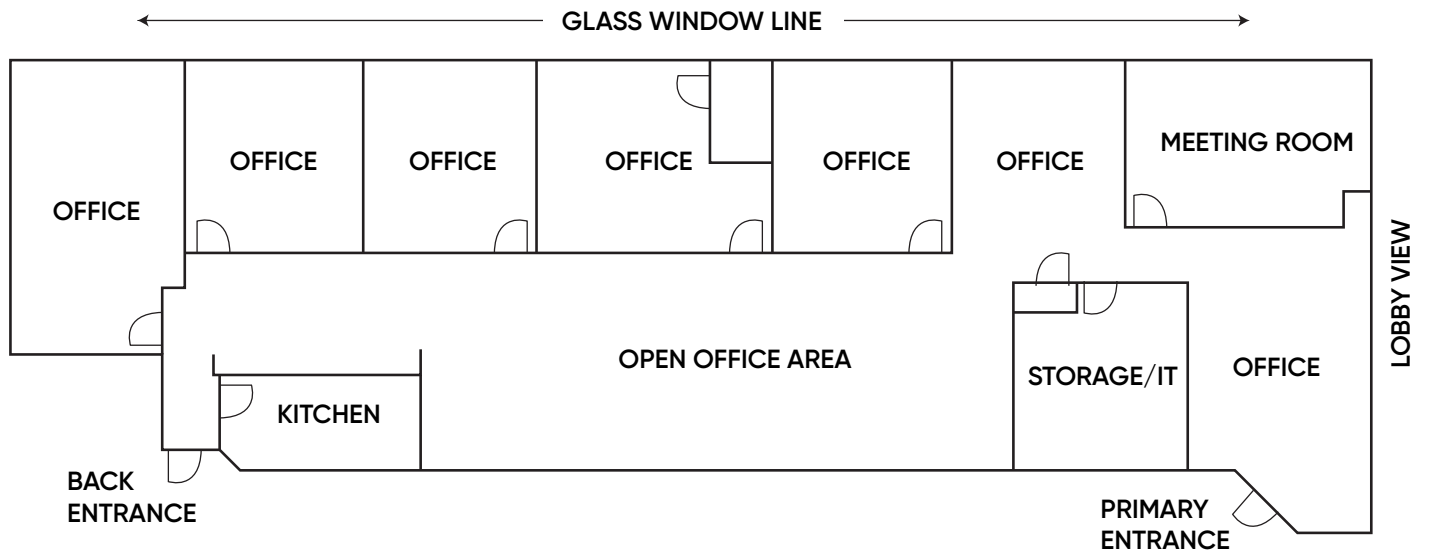 GLASS WINDOW LINE
MEETING ROOM
OFFICE
OFFICE
OFFICE
OFFICE
OFFICE
OFFICE
LOBBY VIEW
OPEN OFFICE AREA
STORAGE/IT
OFFICE
KITCHEN
BACK
ENTRANCE
PRIMARY
ENTRANCE